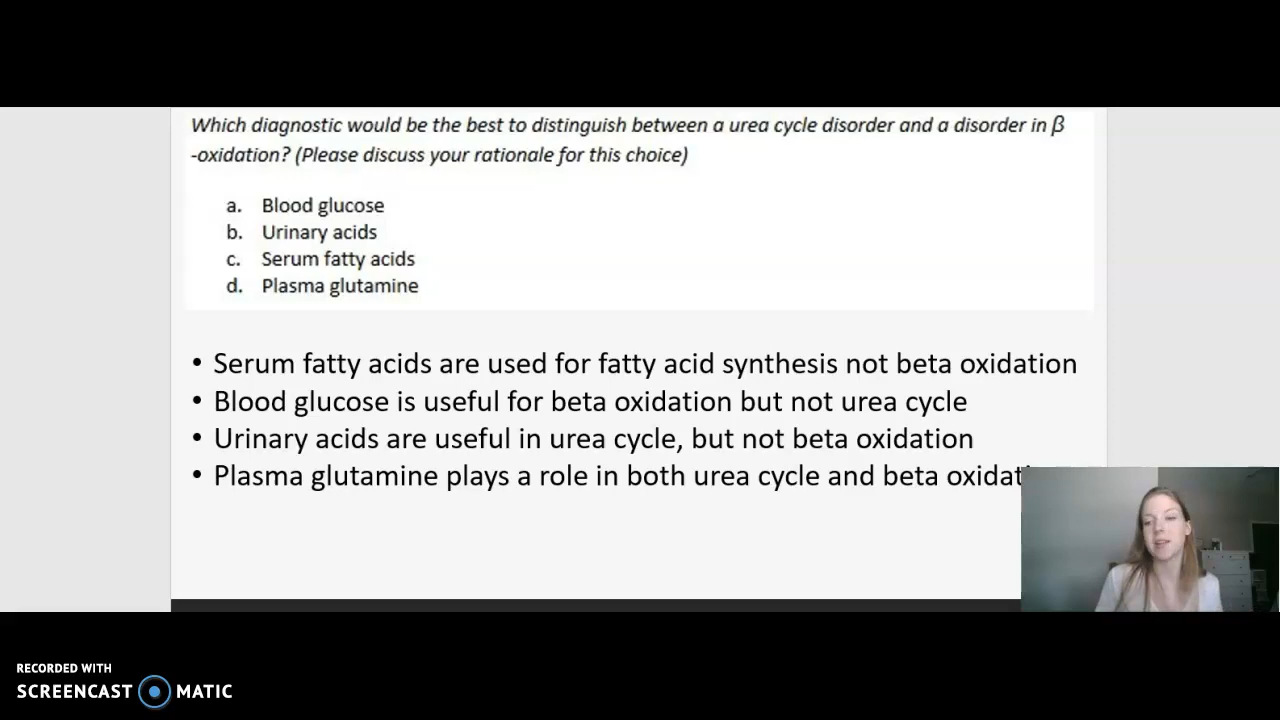 Which diagnostic would be the best to distinguish between a urea cycle disorder and a disorder in β
-oxidation? (Please discuss your rationale for this choice)
a. Blood glucose
b. Urinary acids
c. Serum fatty acids
d. Plasma glutamine
• Serum fatty acids are used for fatty acid synthesis not beta oxidation
• Blood glucose is useful for beta oxidation but not urea cycle
• Urinary acids are useful in urea cycle, but not beta oxidation
• Plasma glutamine plays a role in both urea cycle and beta
RECORDED WITH
SCREENCAST MATIC